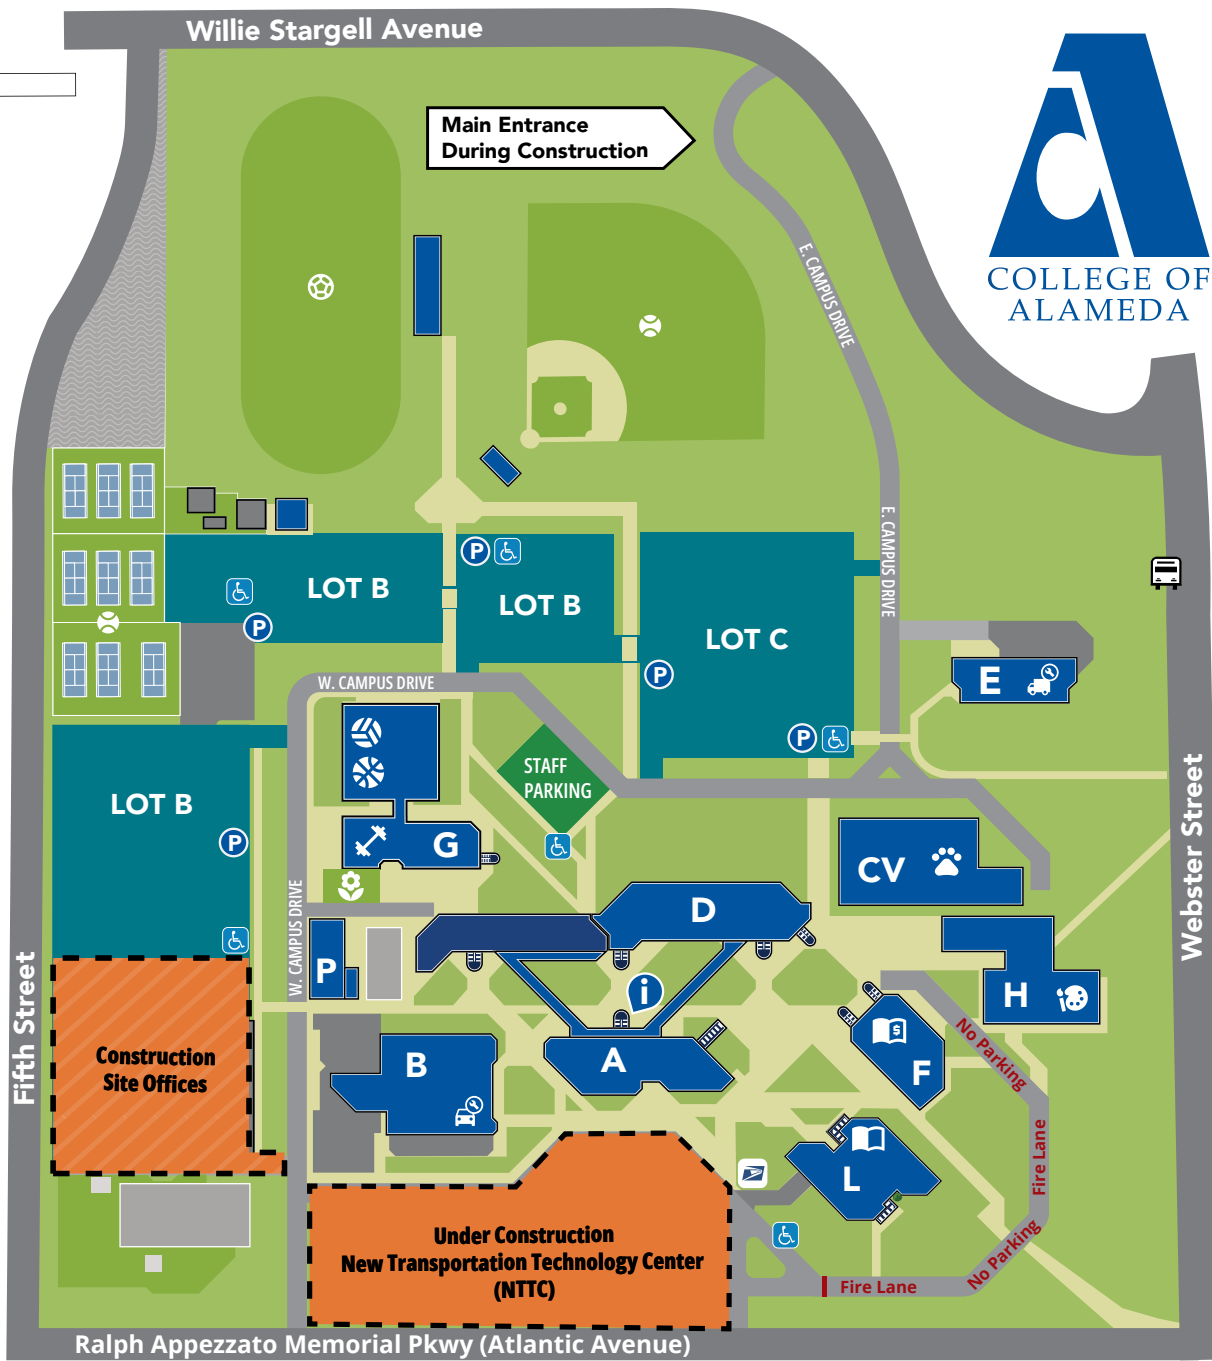 Willie Stargell Avenue
Main Entrance
During Construction
COLLEGE OF
ALAMEDA
E. CAMPUS DRIVE
E. CAMPUS DRIVE
LOT B
P
LOT B
P
LOT C
P
P
E
W. CAMPUS DRIVE
STAFF
PARKING
LOT B
P
G
CV
D
Webster Street
W. CAMPUS DRIVE
P
i
H
Fifth Street
Construction
Site Offices
B
A
F
No Parking
L
Fire Lane
No Parking
Fire Lane
Under Construction
New Transportation Technology Center
(NTTC)
Ralph Appezzato Memorial Pkwy (Atlantic Avenue)